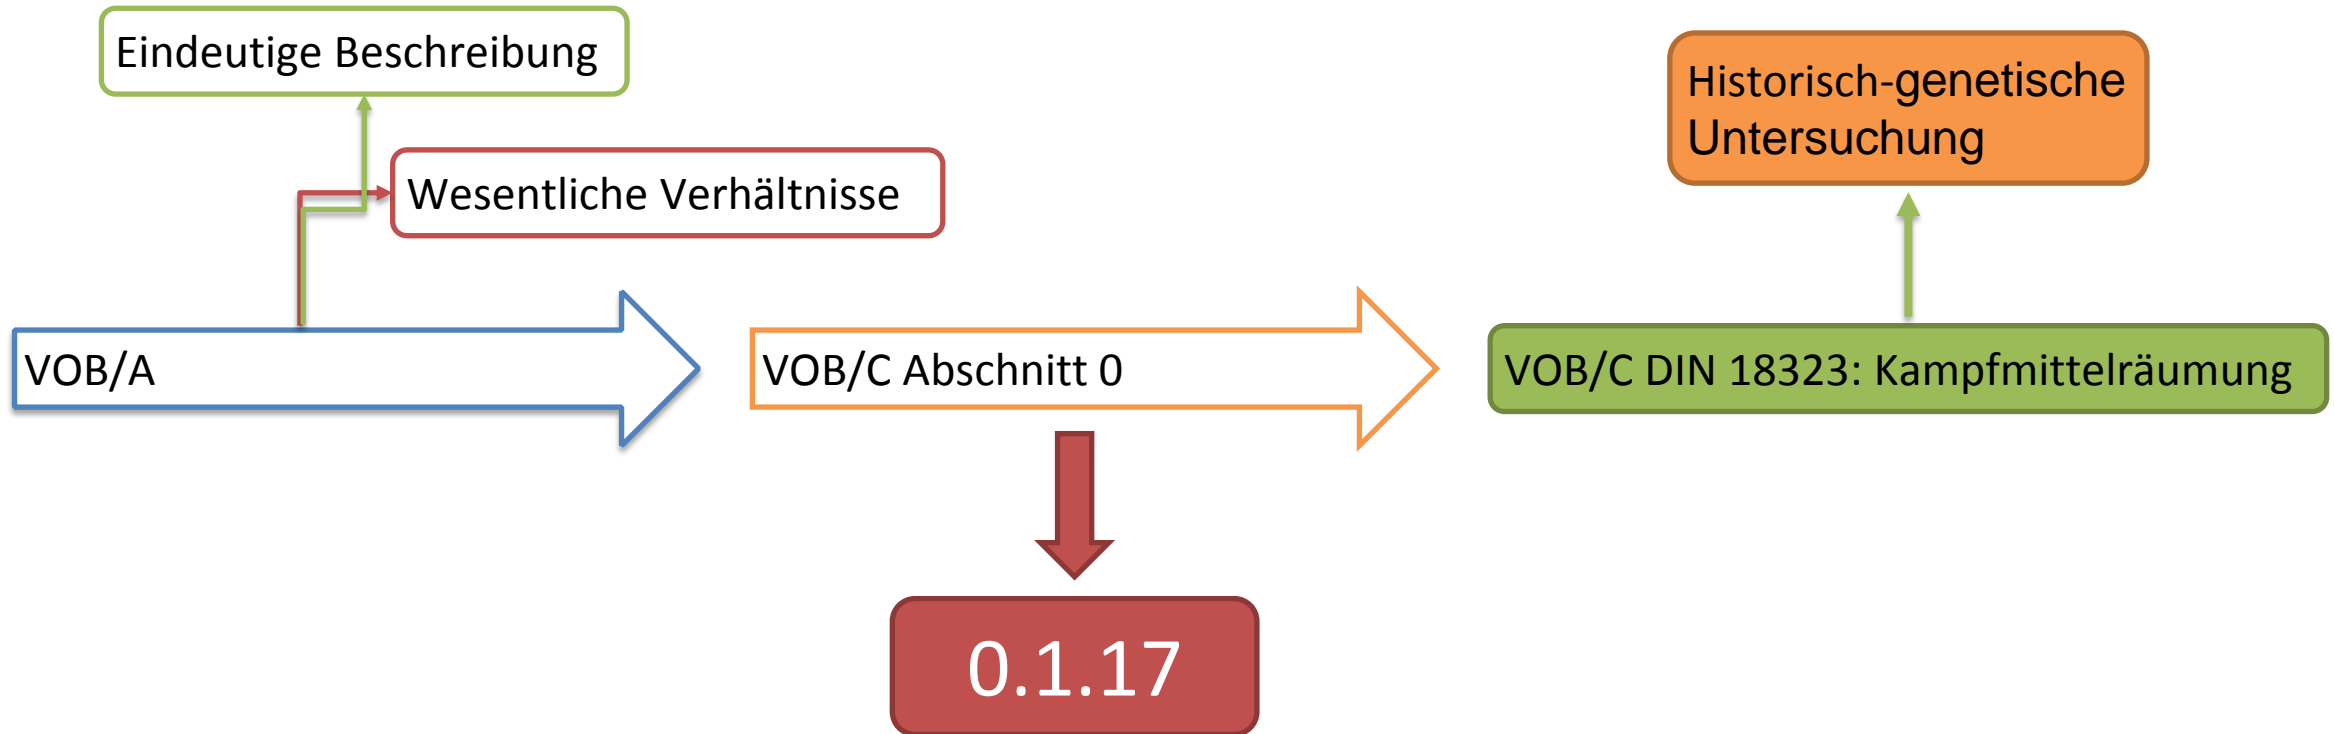 Eindeutige Beschreibung
Wesentliche Verhältnisse
Historisch-genetische
Untersuchung
VOB/A
VOB/C Abschnitt 0
VOB/C DIN 18323: Kampfmittelräumung
0.1.17